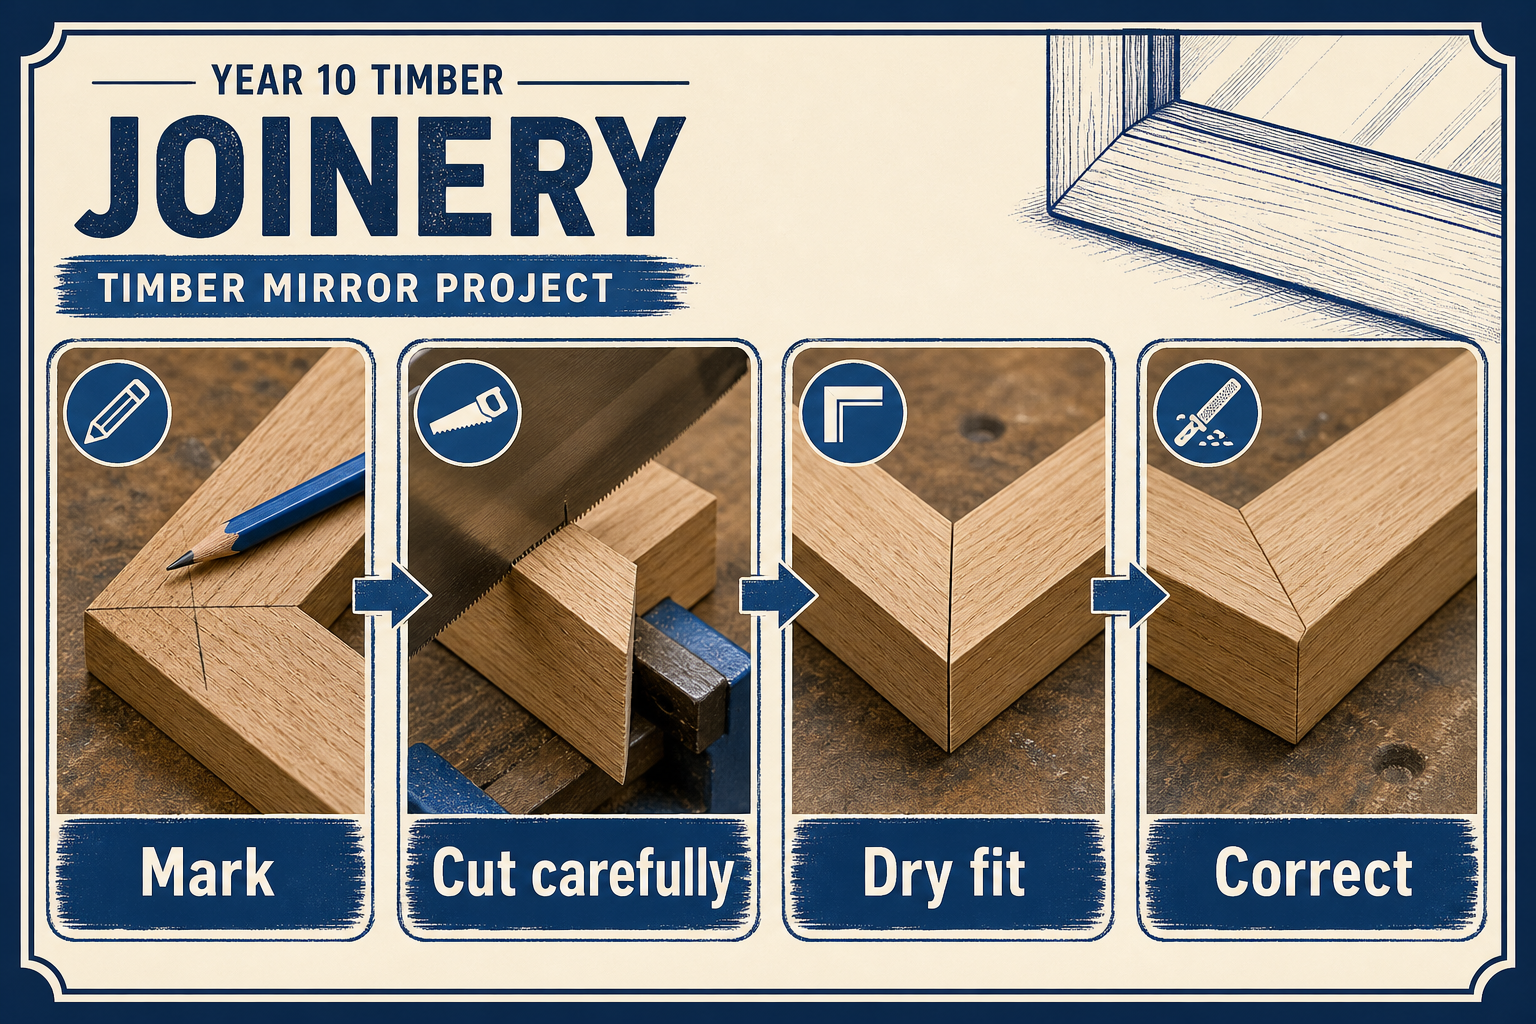 YEAR 10 TIMBER
JOINERY
TIMBER MIRROR PROJECT
Mark
Cut carefully
Dry fit
Correct